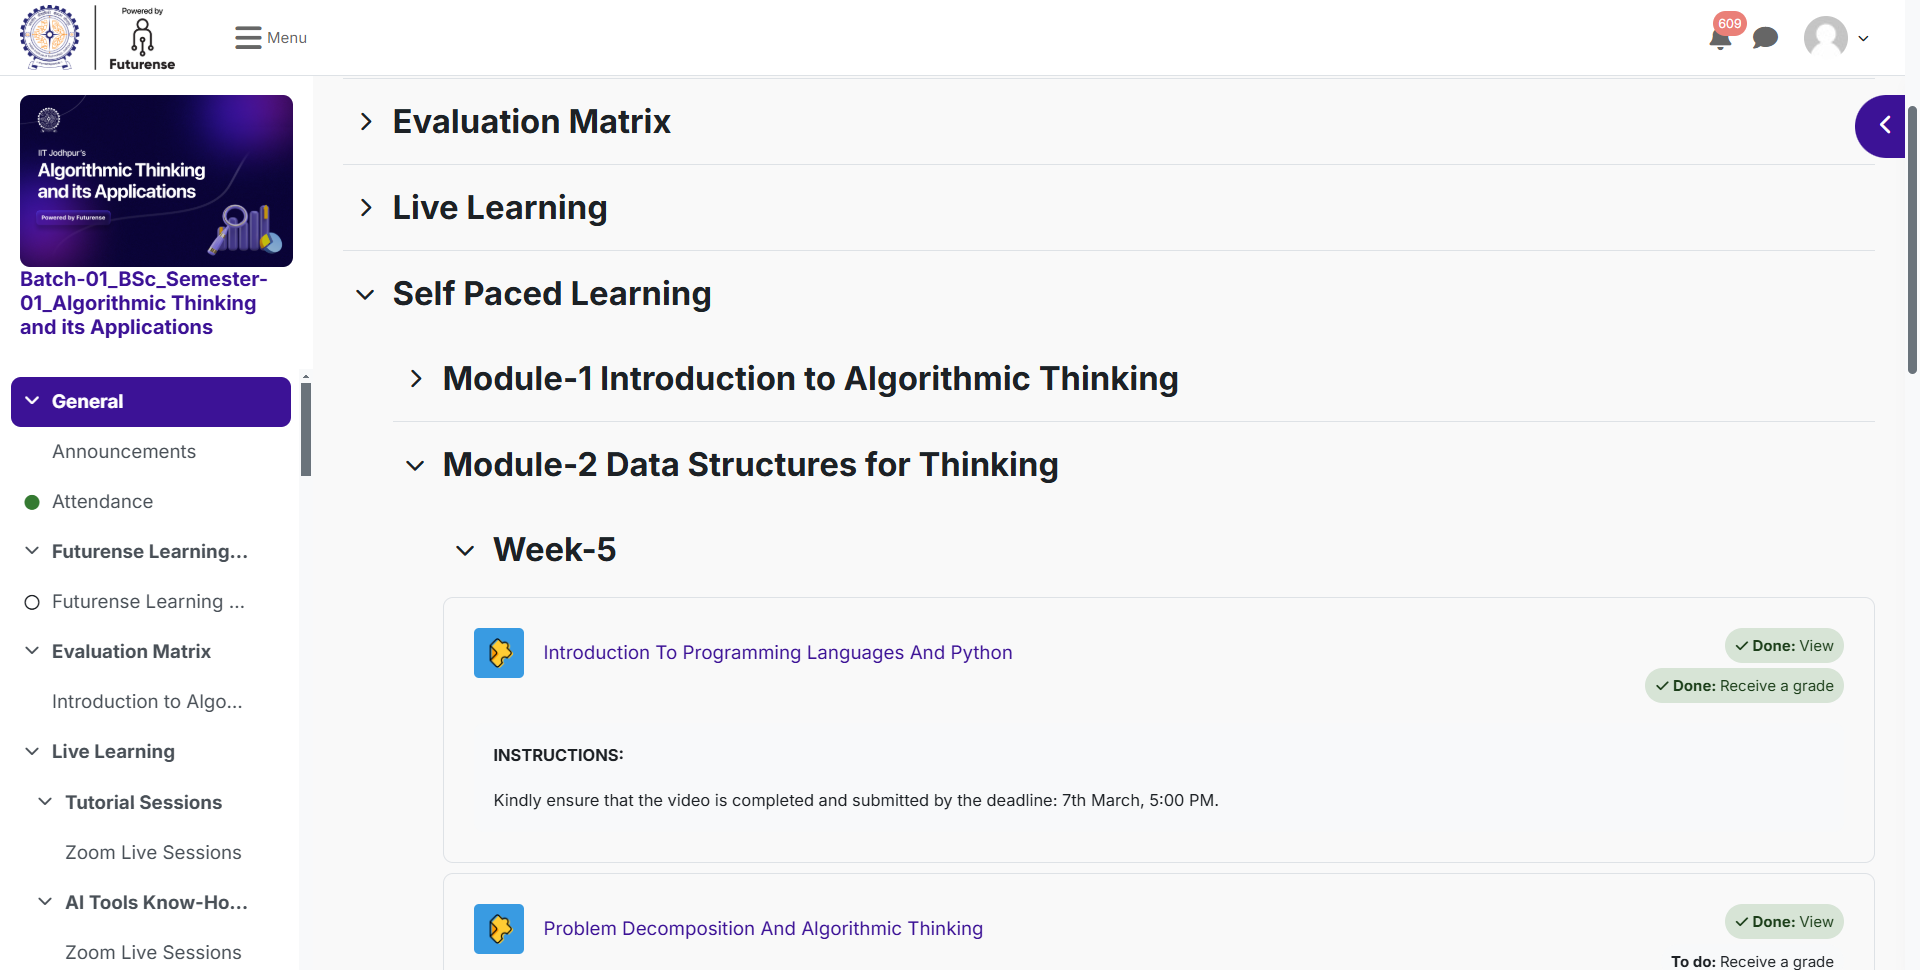 Powered by
Futurense
Menu
609
IIT Jodhpur's
Algorithmic Thinking
and its Applications
Powered by Futurense
Batch-01_BSc_Semester-
01_Algorithmic Thinking
and its Applications
General
Announcements
Attendance
Futurense Learning...
Futurense Learning ...
Evaluation Matrix
Introduction to Algo...
Live Learning
Tutorial Sessions
Zoom Live Sessions
AI Tools Know-Ho...
Zoom Live Sessions
Evaluation Matrix
Live Learning
Self Paced Learning
Module-1 Introduction to Algorithmic Thinking
Module-2 Data Structures for Thinking
Week-5
Introduction To Programming Languages And Python
Done: View
Done: Receive a grade
INSTRUCTIONS:
Kindly ensure that the video is completed and submitted by the deadline: 7th March, 5:00 PM.
Problem Decomposition And Algorithmic Thinking
Done: View
To do: Receive a grade